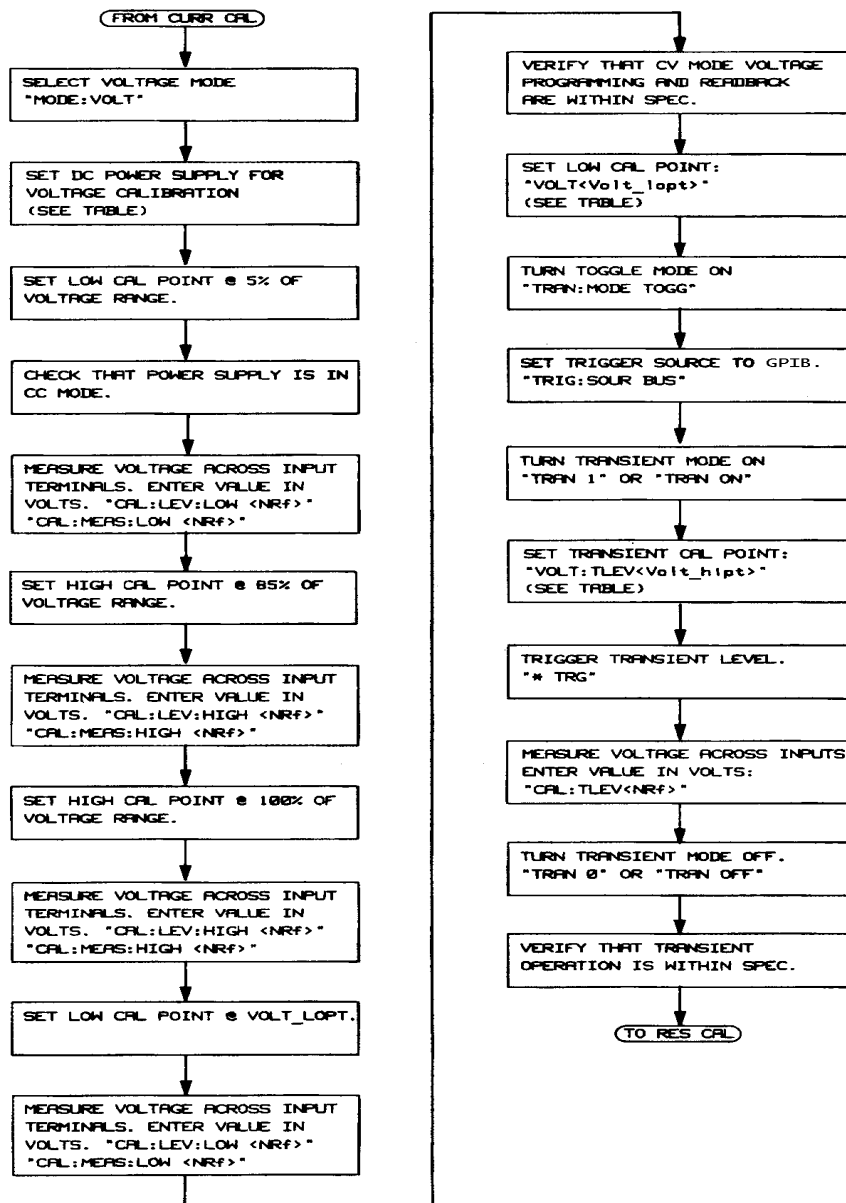 FROM CURR CAL
SELECT VOLTAGE MODE
"MODE:VOLT"
SET DC POWER SUPPLY FOR
VOLTAGE CALIBRATION
(SEE TABLE)
SET LOW CAL POINT @ 5% OF
VOLTAGE RANGE.
CHECK THAT POWER SUPPLY IS IN
CC MODE.
MEASURE VOLTAGE ACROSS INPUT
TERMINALS. ENTER VALUE IN
VOLTS. "CAL:LEV:LOW <NRf>"
"CAL:MEAS:LOW <NRf>"
SET HIGH CAL POINT @ 85% OF
VOLTAGE RANGE.
MEASURE VOLTAGE ACROSS INPUT
TERMINALS. ENTER VALUE IN
VOLTS. "CAL:LEV:HIGH <NRf>"
"CAL:MEAS:HIGH <NRf>"
SET HIGH CAL POINT @ 100% OF
VOLTAGE RANGE.
MEASURE VOLTAGE ACROSS INPUT
TERMINALS. ENTER VALUE IN
VOLTS. "CAL:LEV:HIGH <NRf>"
"CAL:MEAS:HIGH <NRf>"
SET LOW CAL POINT @ VOLT_LOPT.
MEASURE VOLTAGE ACROSS INPUT
TERMINALS. ENTER VALUE IN
VOLTS. "CAL:LEV:LOW <NRf>"
"CAL:MEAS:LOW <NRf>"
VERIFY THAT CV MODE VOLTAGE
PROGRAMMING AND READBACK
ARE WITHIN SPEC.
SET LOW CAL POINT:
"VOLT<Volt_lopt>"
(SEE TABLE)
TURN TOGGLE MODE ON
"TRAN:MODE TOGG"
SET TRIGGER SOURCE TO GPIB.
"TRIG:SOUR BUS"
TURN TRANSIENT MODE ON
"TRAN 1" OR "TRAN ON"
SET TRANSIENT CAL POINT:
"VOLT:TLEV<Volt_hipt>"
(SEE TABLE)
TRIGGER TRANSIENT LEVEL.
"* TRG"
MEASURE VOLTAGE ACROSS INPUTS
ENTER VALUE IN VOLTS:
"CAL:TLEV<NRf>"
TURN TRANSIENT MODE OFF.
"TRAN 0" OR "TRAN OFF"
VERIFY THAT TRANSIENT
OPERATION IS WITHIN SPEC.
TO RES CAL